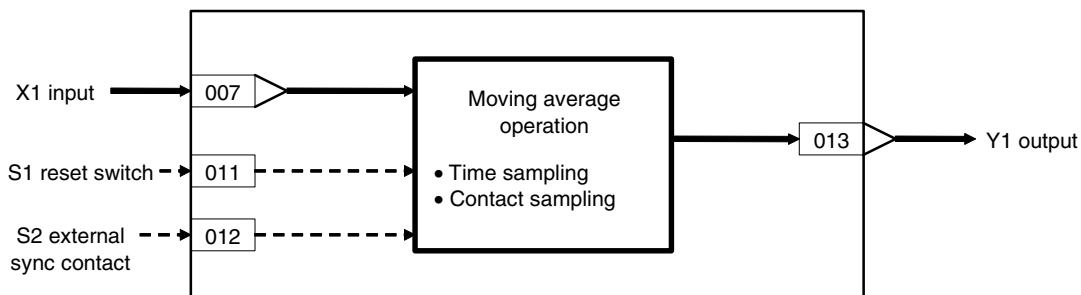 X1 input
007
Moving average
operation
• Time sampling
• Contact sampling
013
Y1 output
S1 reset switch
011
S2 external
sync contact
012